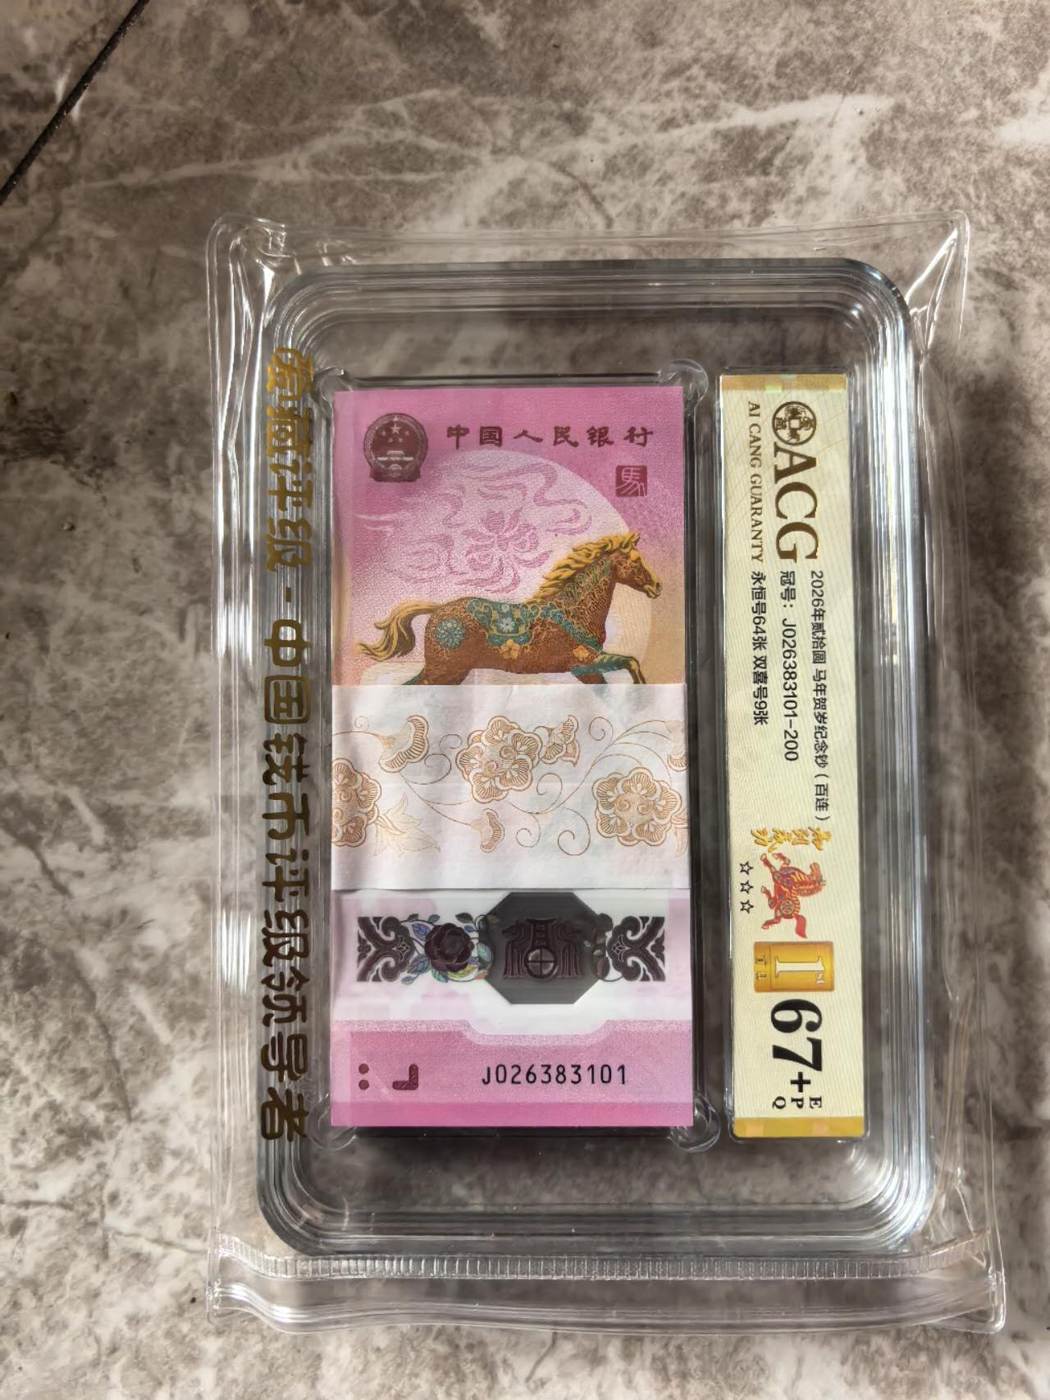 中国人民银行
馬
J026383101
爱藏评级 - 中国钱币评级领导者
ACG
AI CANG GUARANTY
2026年贰拾圆 马年贺岁纪念钞（百连）
冠号：J026383101-200
永恒号64张 双喜号9张
☆☆☆
1
67+
EPQ